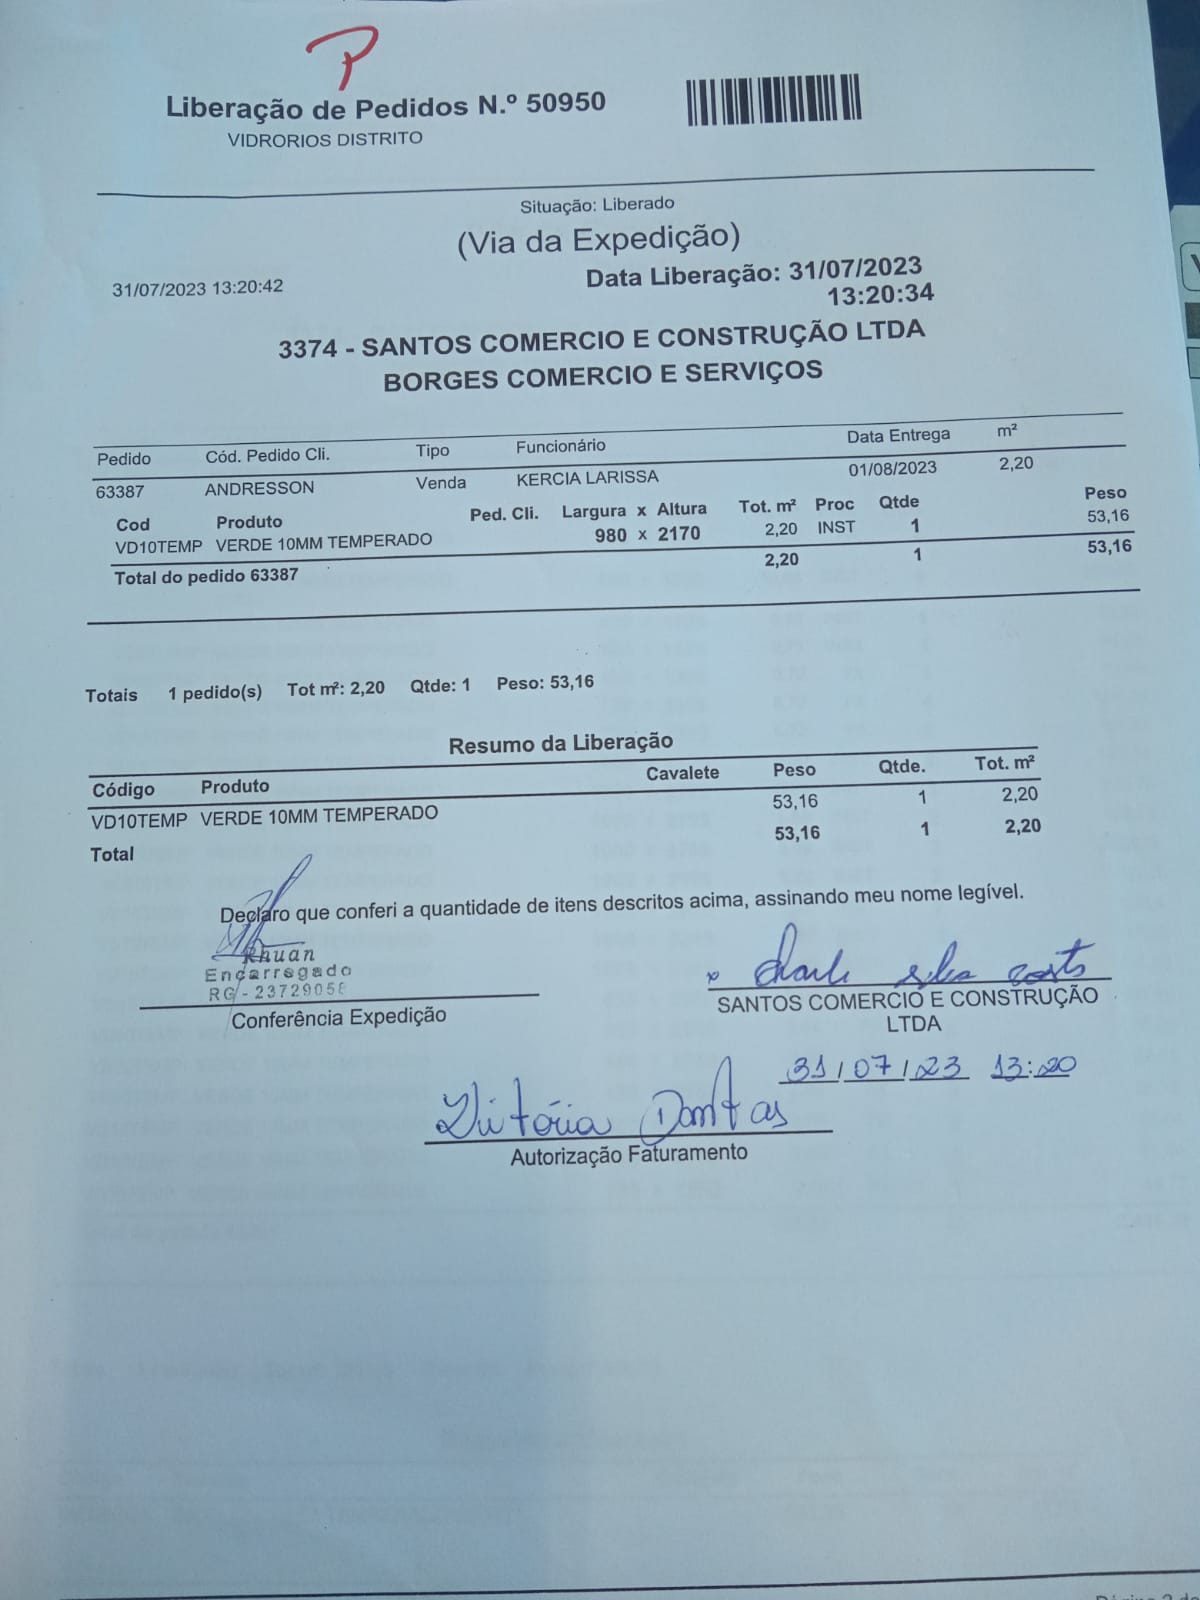 P
Liberação de Pedidos N.º 50950
VIDRORIOS DISTRITO
Situação: Liberado
(Via da Expedição)
31/07/2023 13:20:42
Data Liberação: 31/07/2023
13:20:34
3374 - SANTOS COMERCIO E CONSTRUÇÃO LTDA
BORGES COMERCIO E SERVIÇOS
Pedido Cód. Pedido Cli. Tipo Funcionário Data Entrega m²
63387 ANDRESSON Venda KERCIA LARISSA 01/08/2023 2,20
Cod Produto Ped. Cli. Largura x Altura Tot. m² Proc Qtde Peso
VD10TEMP VERDE 10MM TEMPERADO 980 x 2170 2,20 INST 1 53,16
Total do pedido 63387 2,20 1 53,16
Totais 1 pedido(s) Tot m²: 2,20 Qtde: 1 Peso: 53,16
Resumo da Liberação
Código Produto Cavalete Peso Qtde. Tot. m²
VD10TEMP VERDE 10MM TEMPERADO 53,16 1 2,20
Total 53,16 1 2,20
Declaro que conferi a quantidade de itens descritos acima, assinando meu nome legível.
Rhuan
Encarregado
RG - 23729058
Conferência Expedição
costa
SANTOS COMERCIO E CONSTRUÇÃO
LTDA
31/07/23 13:20
Vitória Dantas
Autorização Faturamento